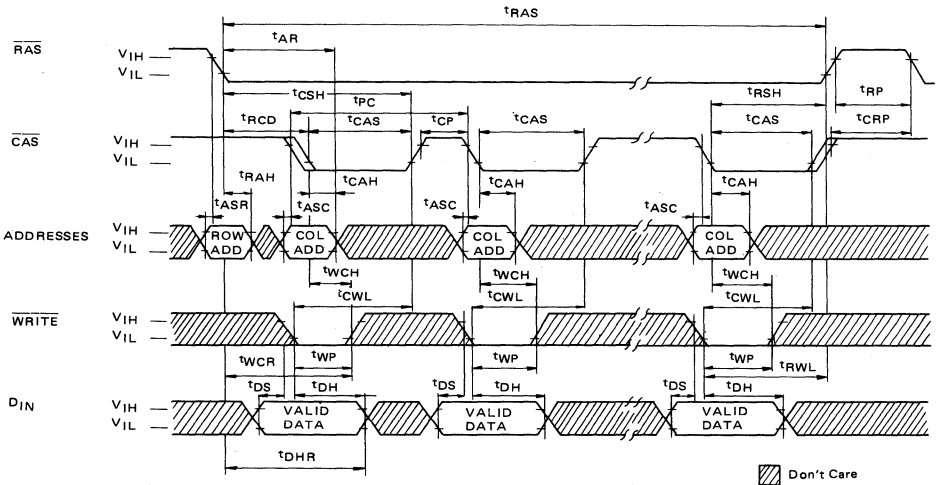 tRAS
tAR
RAS
VIH
VIL
tCSH
tPC
tRSH
tRP
tRCD
tCAS
tCP
tCAS
tCAS
tCRP
CAS
VIH
VIL
tRAH
tCAH
tCAH
tCAH
tASR
tASC
tASC
tASC
ADDRESSES
VIH
VIL
ROW ADD
COL ADD
COL ADD
COL ADD
tWCH
tWCH
tWCH
tCWL
tCWL
tCWL
WRITE
VIH
VIL
tWCR
tWP
tWP
tWP
tRWL
tDS
tDH
tDS
tDH
tDS
tDH
DIN
VIH
VIL
VALID DATA
VALID DATA
VALID DATA
tDHR
Don't Care